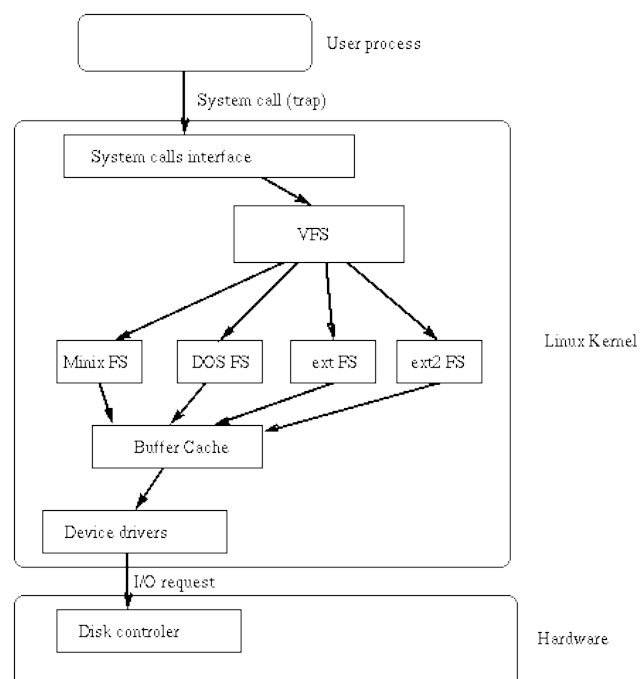 User process
System call (trap)
System calls interface
VFS
Minix FS
DOS FS
ext FS
ext2 FS
Linux Kernel
Buffer Cache
Device drivers
I/O request
Disk controler
Hardware